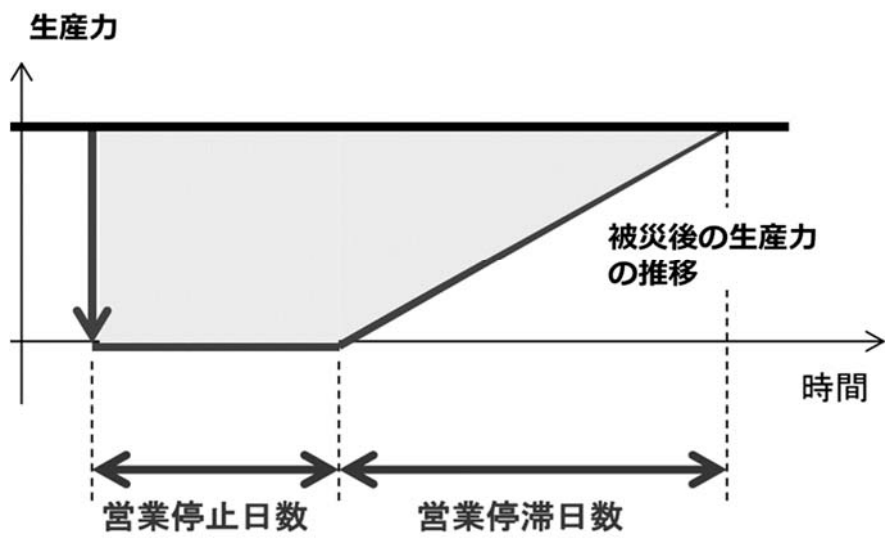 生産力
被災後の生産力
の推移
時間
営業停止日数
営業停滞日数